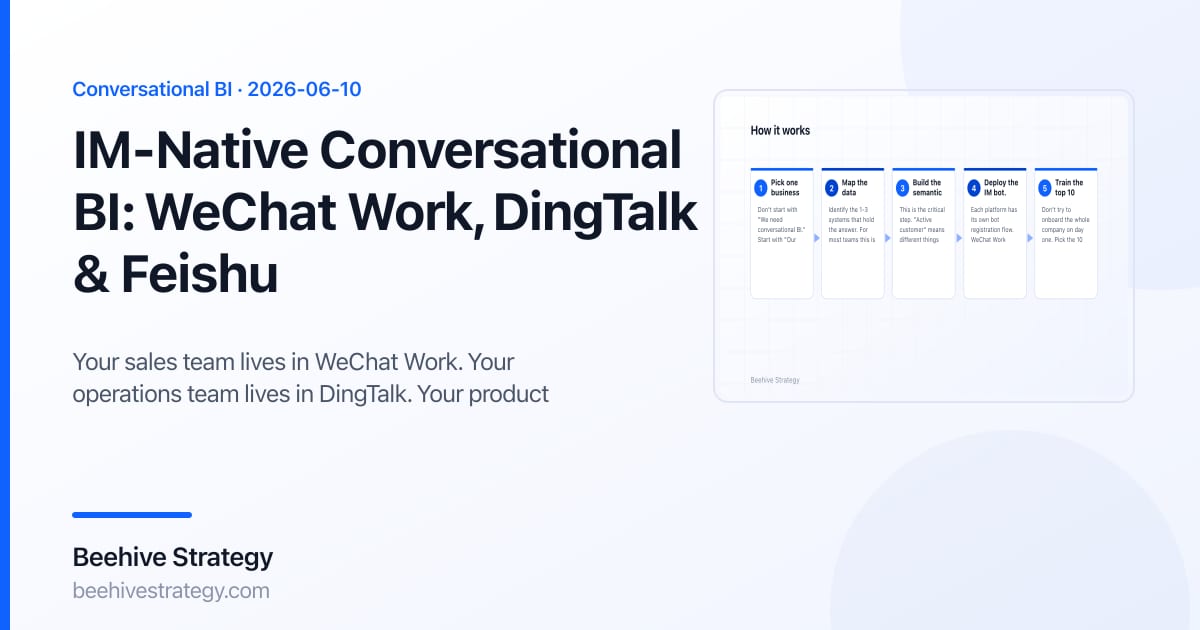 Conversational BI · 2026-06-10
IM-Native Conversational
BI: WeChat Work, DingTalk
& Feishu
Your sales team lives in WeChat Work. Your
operations team lives in DingTalk. Your product
Beehive Strategy
beehivestrategy.com
How it works
1
Pick one
business
Don't start with
"We need
conversational BI."
Start with "Our
2
Map the
data
Identify the 1-3
systems that hold
the answer. For
most teams this is
3
Build the
semantic
This is the critical
step. "Active
customer" means
different things
4
Deploy the
IM bot.
Each platform has
its own bot
registration flow.
WeChat Work
5
Train the
top 10
Don't try to
onboard the whole
company on day
one. Pick the 10
Beehive Strategy